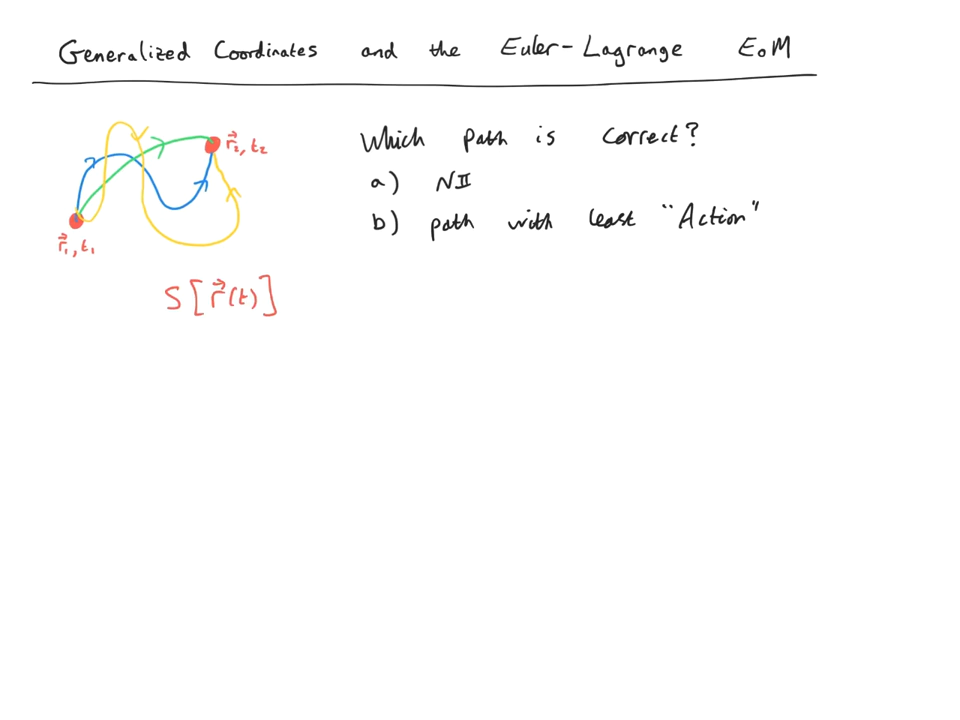 Generalized Coordinates and the Euler-Lagrange EoM
r⃗₂, t₂
r⃗₁, t₁
S[r⃗(t)]
Which path is correct?
a) NII
b) path with least "Action"